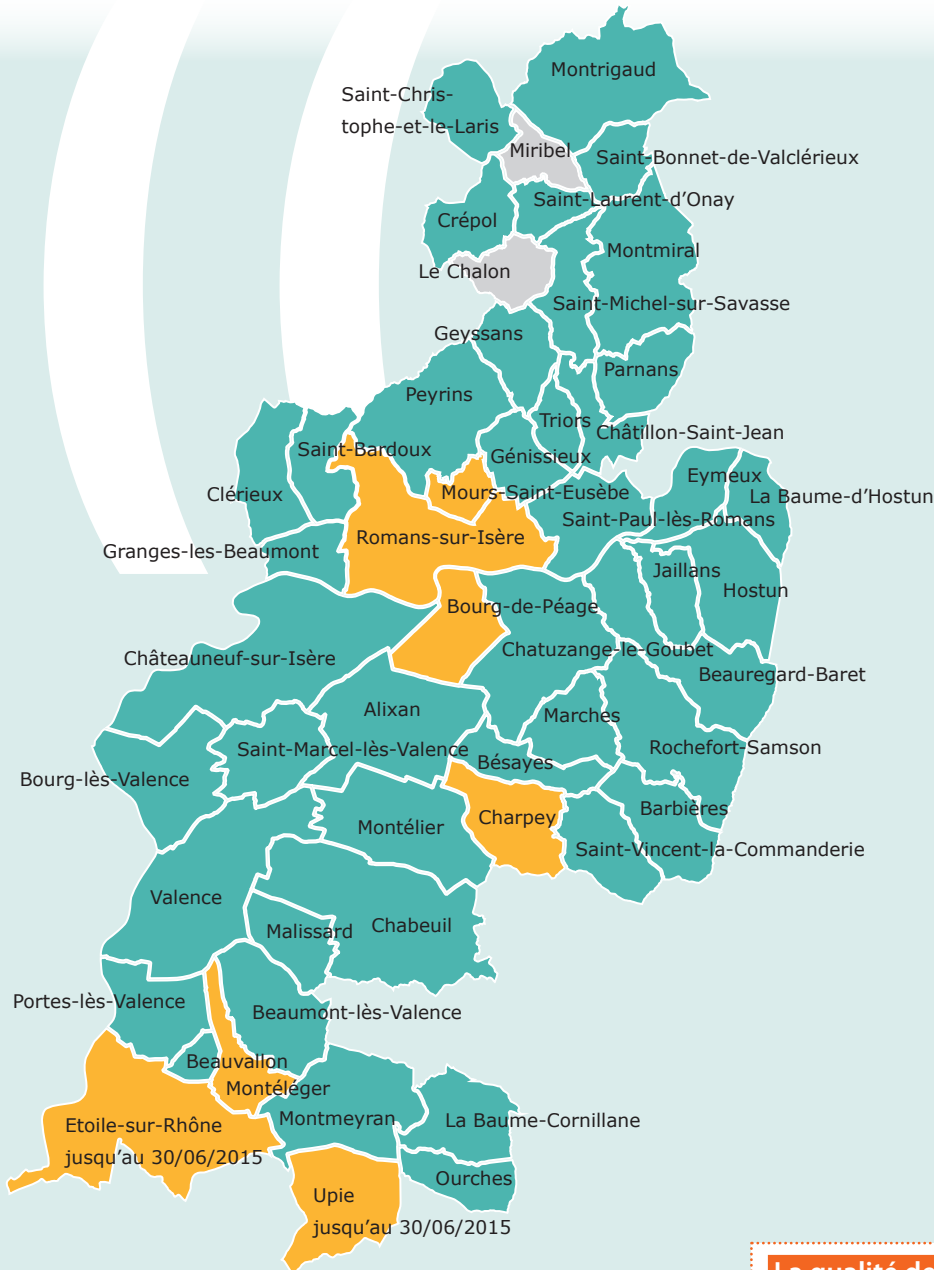 Montrigaud
Saint-Chris-
tophe-et-le-Laris
Miribel
Saint-Bonnet-de-Valclérieux
Saint-Laurent-d'Onay
Crépol
Montmiral
Le Chalon
Saint-Michel-sur-Savasse
Geyssans
Parnans
Peyrins
Triors
Châtillon-Saint-Jean
Saint-Bardoux
Génissieux
Eymeux
Clérieux
Mours-Saint-Eusèbe
La Baume-d'Hostun
Saint-Paul-lès-Romans
Romans-sur-Isère
Granges-les-Beaumont
Jaillans
Hostun
Bourg-de-Péage
Chatuzange-le-Goubet
Châteauneuf-sur-Isère
Beauregard-Baret
Alixan
Marches
Saint-Marcel-lès-Valence
Rochefort-Samson
Bésayes
Bourg-lès-Valence
Barbières
Charpey
Montélier
Saint-Vincent-la-Commanderie
Valence
Chabeuil
Malissard
Portes-lès-Valence
Beaumont-lès-Valence
Beauvallon
Montéléger
Montmeyran
La Baume-Cornillane
Etoile-sur-Rhône
jusqu'au 30/06/2015
Ourches
Upie
jusqu'au 30/06/2015
La qualité de